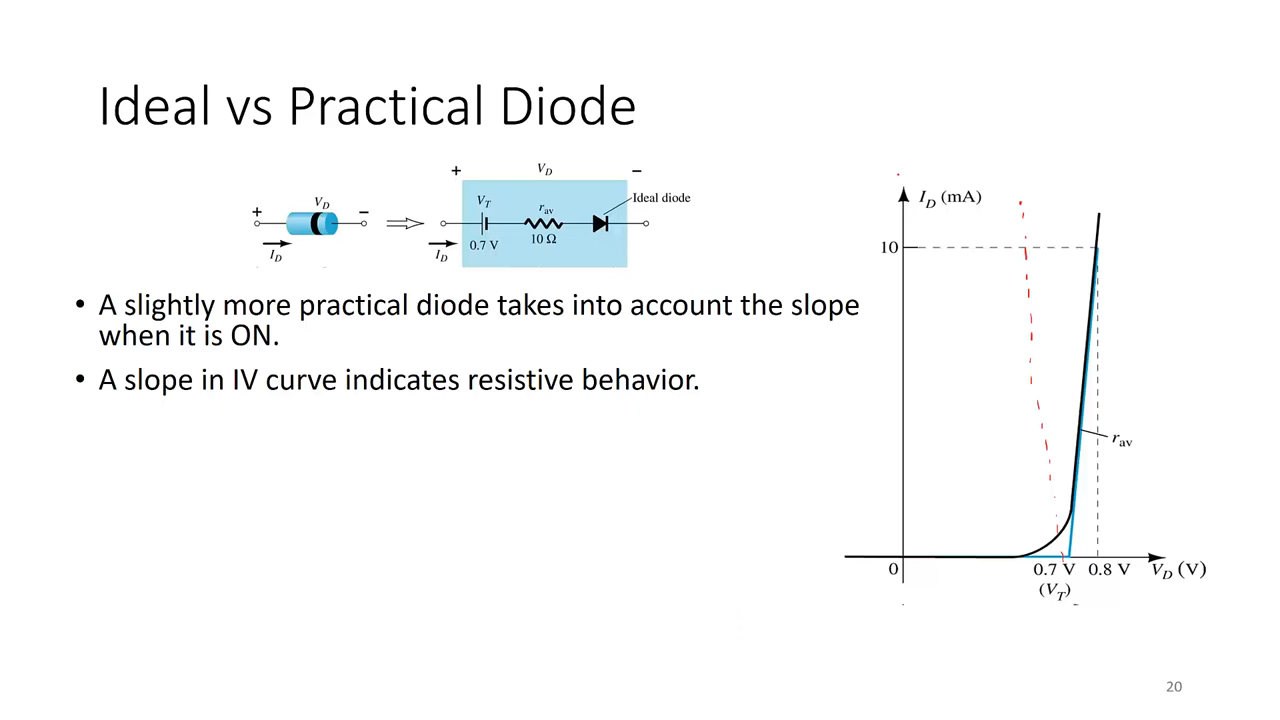 Ideal vs Practical Diode
+ V_D −
V_D
+ −
V_T r_av Ideal diode
0.7 V 10 Ω
I_D I_D
• A slightly more practical diode takes into account the slope
when it is ON.
• A slope in IV curve indicates resistive behavior.
I_D (mA)
10
r_av
0 0.7 V 0.8 V V_D (V)
(V_T)
20